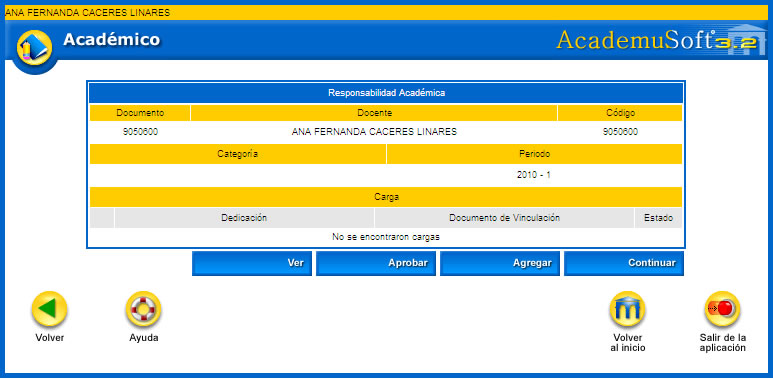 ANA FERNANDA CACERES LINARES
Académico
AcademuSoft 3.2
Responsabilidad Académica
Documento Docente Código
9050600 ANA FERNANDA CACERES LINARES 9050600
Categoría Periodo
2010 - 1
Carga
Dedicación Documento de Vinculación Estado
No se encontraron cargas
Ver Aprobar Agregar Continuar
Volver Ayuda Volver Salir de la
al inicio aplicación